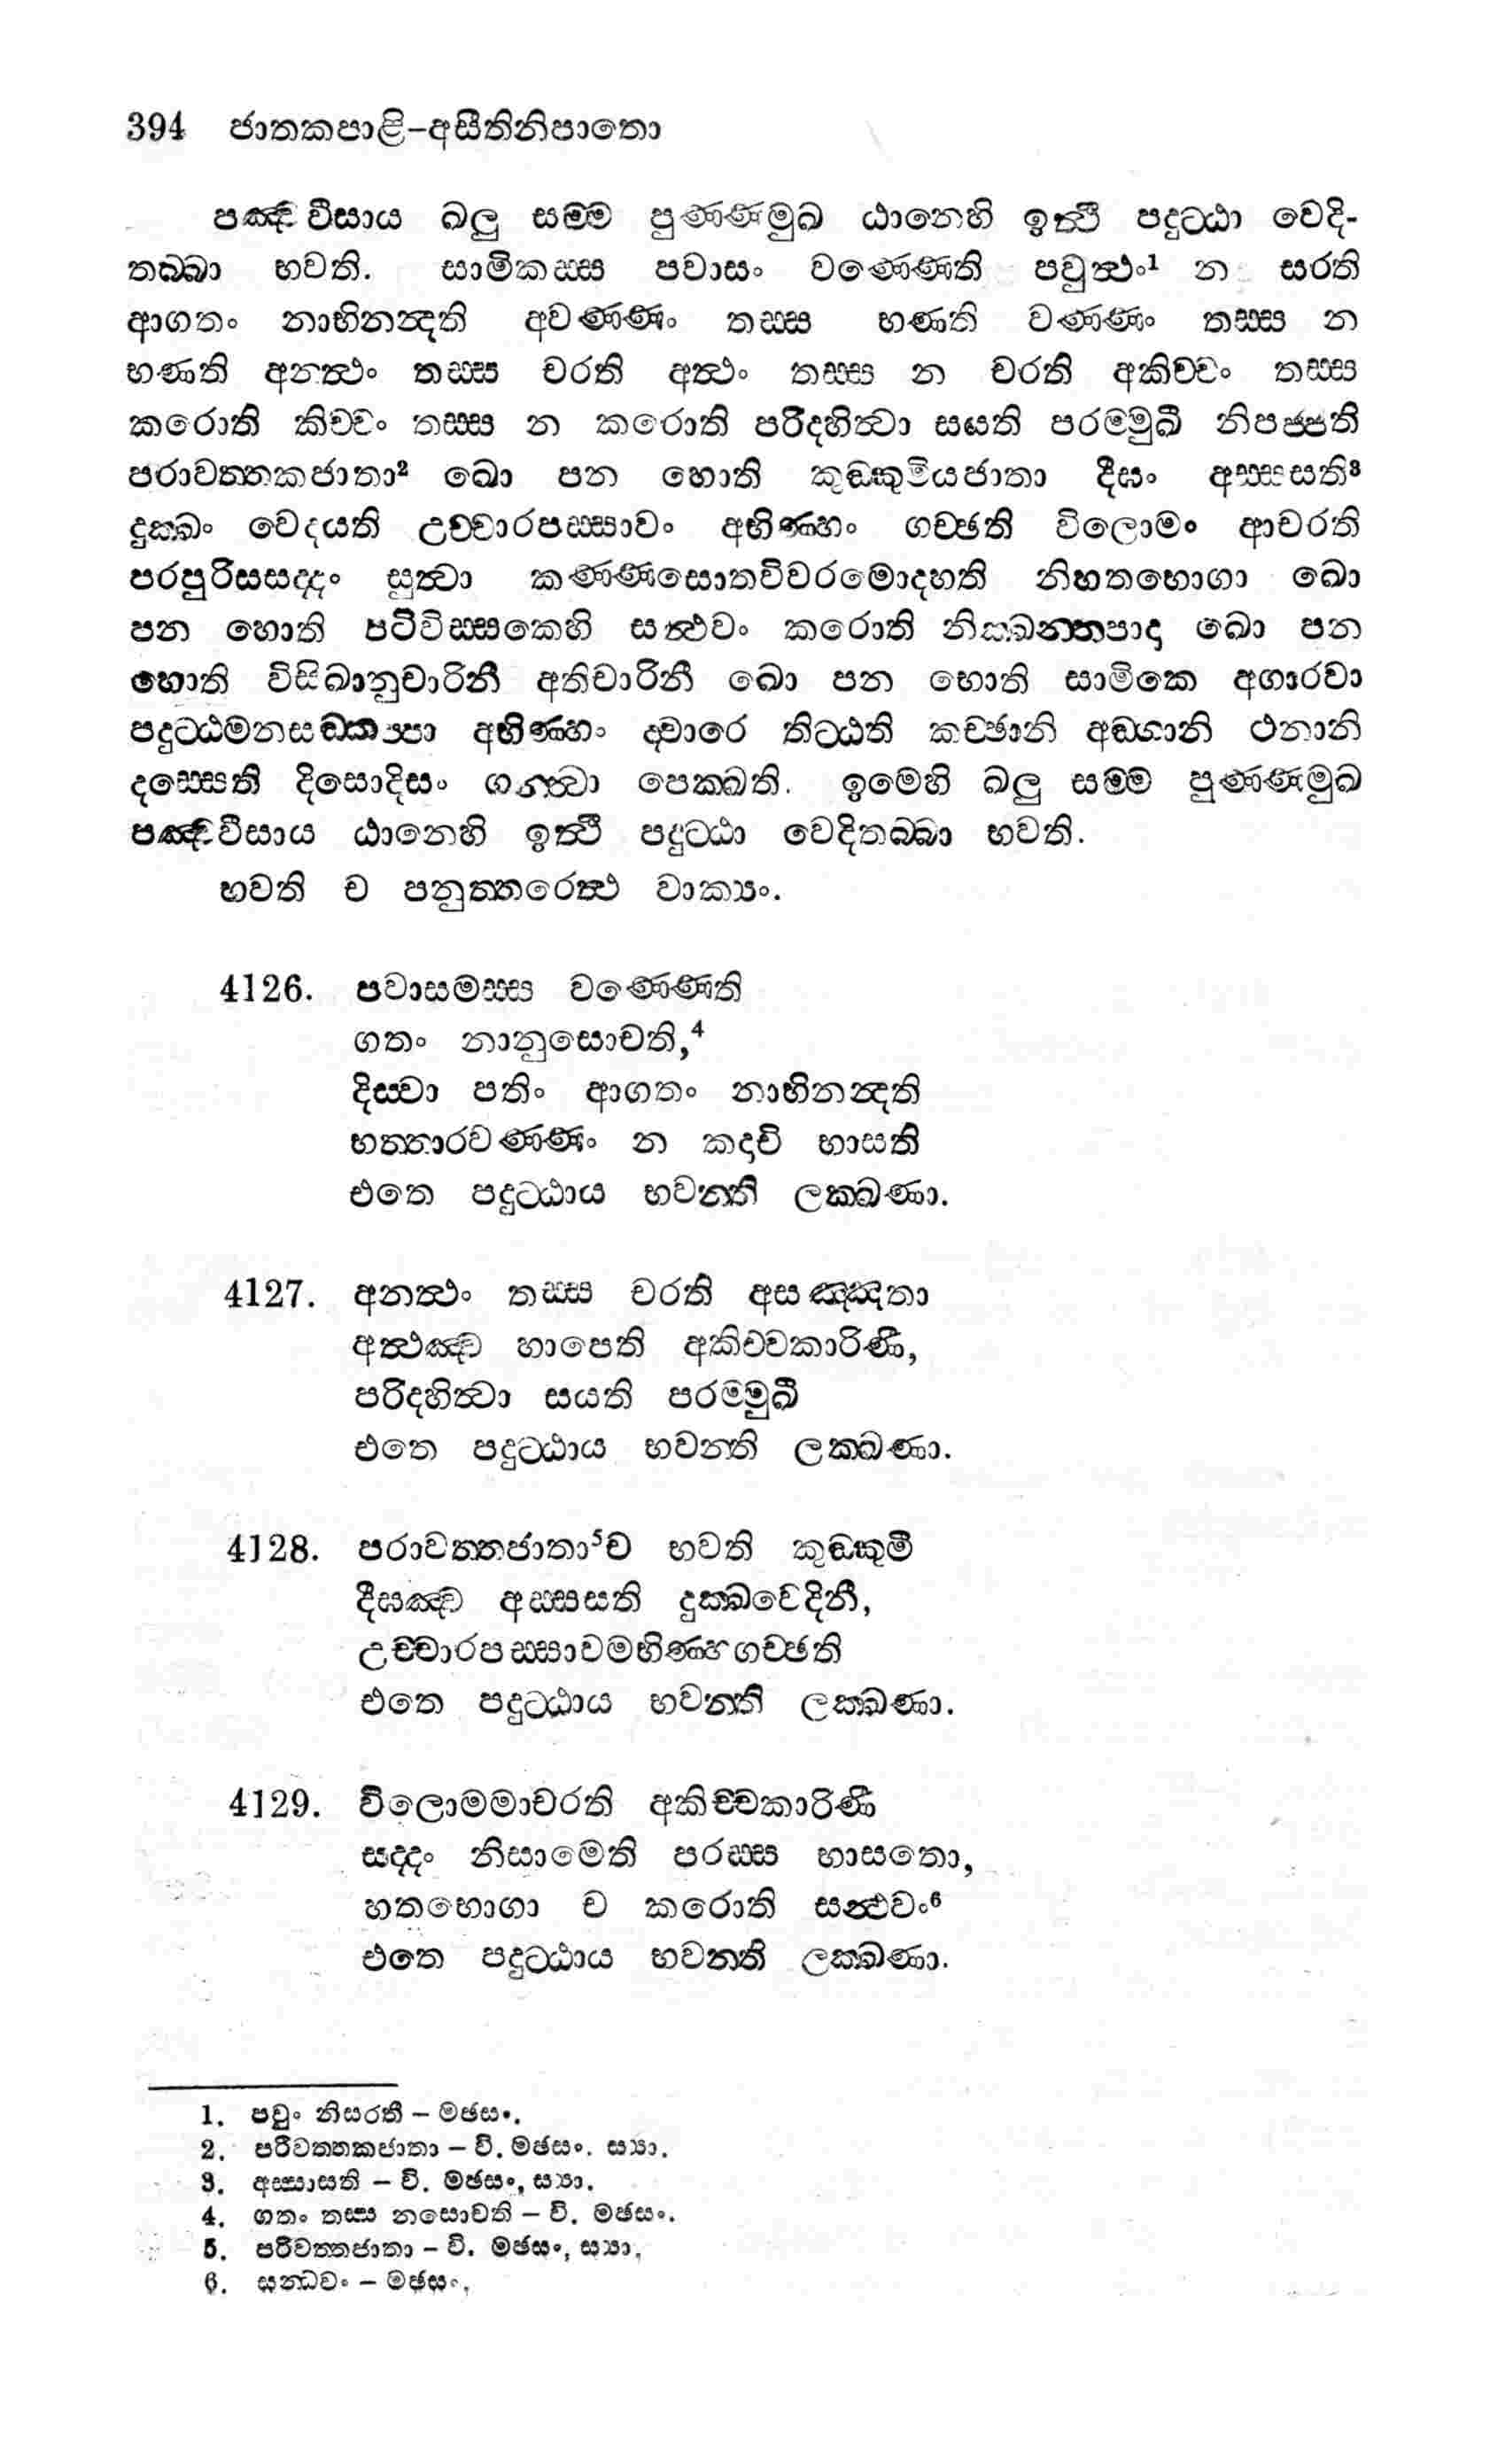 394 ජාතකපාළි-අසීතිනිපාතො
පඤ්චවීසාය ඛලු සම්ම පුණ්ණමුඛ ඨානෙහි ඉත්ථී පදුට්ඨා වෙදි-
තබ්බා භවති. සාමිකස්ස පවාසං වණ්ණෙති පවුත්ථං¹ න සරති
ආගතං නාභිනන්දති අවණ්ණං තස්ස භණති වණ්ණං තස්ස න
භණති අනත්ථං තස්ස චරති අත්ථං තස්ස න චරති අකිච්චං තස්ස
කරොති කිච්චං තස්ස න කරොති පරිදහිත්වා සයති පරම්මුඛී නිපජ්ජති
පරාවත්තකජාතා² ඛො පන හොති කුඞ්කුමියජාතා දීඝං අස්සසති³
දුක්ඛං වෙදයති උච්චාරපස්සාවං අභිණ්හං ගච්ඡති විලොමං ආචරති
පරපුරිසසද්දං සුත්වා කණ්ණසොතවිවරමොදහති නිහතභොගා ඛො
පන හොති පටිවිස්සකෙහි සන්ථවං කරොති නික්ඛන්තපාදා ඛො පන
හොති විසිඛානුචාරිනී අතිචාරිනී ඛො පන හොති සාමිකෙ අගාරවා
පදුට්ඨමනසඞ්කප්පා අභිණ්හං ද්වාරෙ තිට්ඨති කච්ඡානි අඞ්ගානි ථනානි
දස්සෙති දිසොදිසං ගන්ත්වා පෙක්ඛති. ඉමෙහි ඛලු සම්ම පුණ්ණමුඛ
පඤ්චවීසාය ඨානෙහි ඉත්ථී පදුට්ඨා වෙදිතබ්බා භවති.
භවති ච පනුත්තරෙත්ථ වාක්‍යං.
4126. පවාසමස්ස වණ්ණෙති
ගතං නානුසොචති,⁴
දිස්වා පතිං ආගතං නාභිනන්දති
භත්තාරවණ්ණං න කදාචි භාසති
එතෙ පදුට්ඨාය භවන්ති ලක්ඛණා.
4127. අනත්ථං තස්ස චරති අසඤ්ඤතා
අත්ථඤ්ච හාපෙති අකිච්චකාරිණී,
පරිදහිත්වා සයති පරම්මුඛී
එතෙ පදුට්ඨාය භවන්ති ලක්ඛණා.
4128. පරාවත්තජාතා⁵ච භවති කුඞ්කුමී
දීඝඤ්ච අස්සසති දුක්ඛවෙදිනී,
උච්චාරපස්සාවමභිණ්හගච්ඡති
එතෙ පදුට්ඨාය භවන්ති ලක්ඛණා.
4129. විලොමමාචරති අකිච්චකාරිණී
සද්දං නිසාමෙති පරස්ස භාසතො,
හතභොගා ච කරොති සන්ථවං⁶
එතෙ පදුට්ඨාය භවන්ති ලක්ඛණා.
1. පවුං නිසරතී – මඡසං.
2. පරිවත්තකජාතා – වි. මඡසං. ස්‍යා.
3. අස්සාසති – වි. මඡසං, ස්‍යා.
4. ගතං තස්ස නසොචති – වි. මඡසං.
5. පරිවත්තජාතා – වි. මඡසං, ස්‍යා,
6. සන්ධවං – මඡසං,